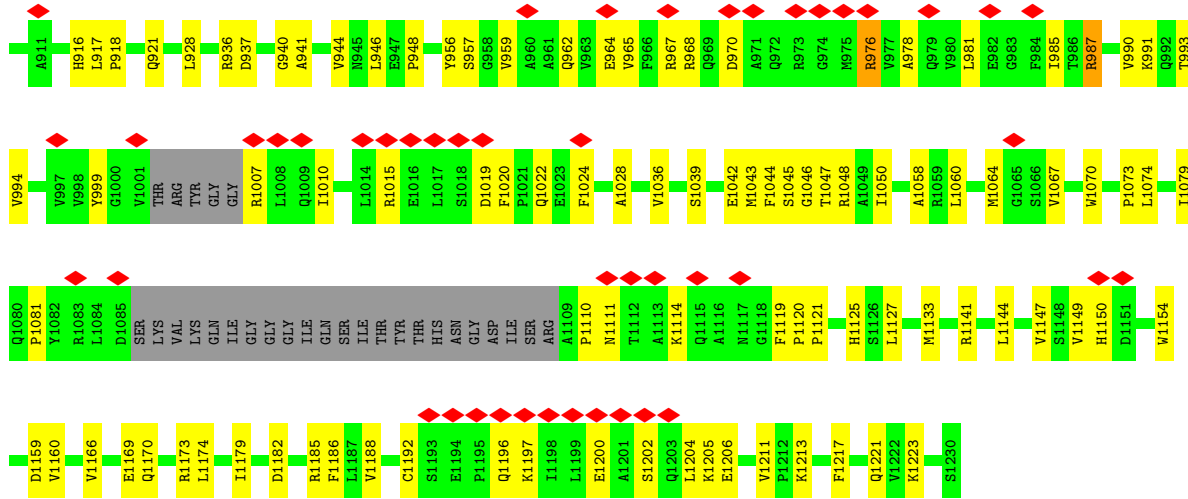 A911 H916 L917 P918 Q921 L928 R936 D937 G940 A941 V944 N945 L946 E947 P948 Y956 S957 G958 V959 A960 A961 Q962 V963 E964 V965 F966 R967 R968 Q969 D970 A971 Q972 R973 G974 M975 R976 V977 A978 Q979 V980 L981 E982 G983 F984 I985 T986 R987 V990 K991 Q992 T993
V994 V997 V998 Y999 G1000 V1001 THR ARG TYR GLY GLY R1007 L1008 Q1009 I1010 L1014 R1015 E1016 L1017 S1018 D1019 F1020 P1021 Q1022 E1023 F1024 A1028 V1036 S1039 E1042 M1043 F1044 S1045 G1046 T1047 R1048 A1049 I1050 A1058 R1059 L1060 M1064 G1065 S1066 V1067 W1070 P1073 L1074 I1079
Q1080 P1081 Y1082 R1083 L1084 D1085 SER LYS VAL LYS GLN ILE GLY GLY GLY ILE GLN SER ILE THR TYR THR HIS ASN GLY ASP ILE SER ARG A1109 P1110 N1111 T1112 A1113 K1114 Q1115 A1116 N1117 G1118 F1119 P1120 P1121 H1125 S1126 L1127 M1133 R1141 L1144 V1147 S1148 V1149 H1150 D1151 W1154
D1159 V1160 V1166 E1169 Q1170 R1173 L1174 I1179 D1182 R1185 F1186 L1187 V1188 C1192 S1193 E1194 P1195 Q1196 K1197 I1198 L1199 E1200 A1201 S1202 Q1203 L1204 K1205 E1206 V1211 P1212 K1213 F1217 Q1221 V1222 K1223 S1230